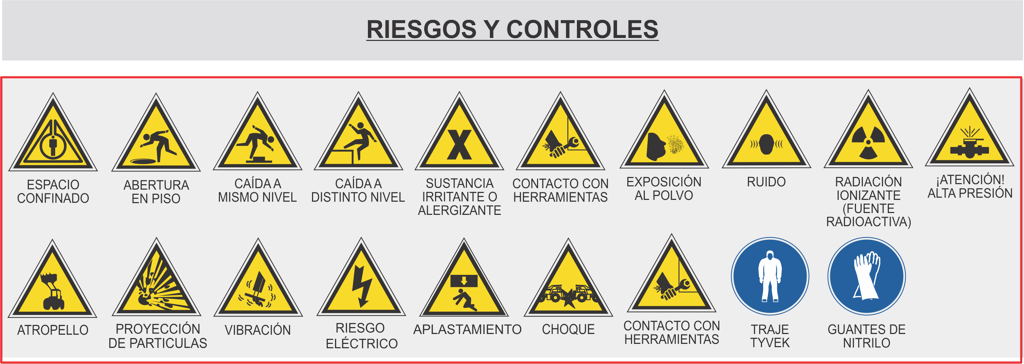 RIESGOS Y CONTROLES
ESPACIO
CONFINADO
ABERTURA
EN PISO
CAÍDA A
MISMO NIVEL
CAÍDA A
DISTINTO NIVEL
SUSTANCIA
IRRITANTE O
ALERGIZANTE
CONTACTO CON
HERRAMIENTAS
EXPOSICIÓN
AL POLVO
RUIDO
RADIACIÓN
IONIZANTE
(FUENTE
RADIOACTIVA)
¡ATENCIÓN!
ALTA PRESIÓN
ATROPELLO
PROYECCIÓN
DE PARTICULAS
VIBRACIÓN
RIESGO
ELÉCTRICO
APLASTAMIENTO
CHOQUE
CONTACTO CON
HERRAMIENTAS
TRAJE
TYVEK
GUANTES DE
NITRILO